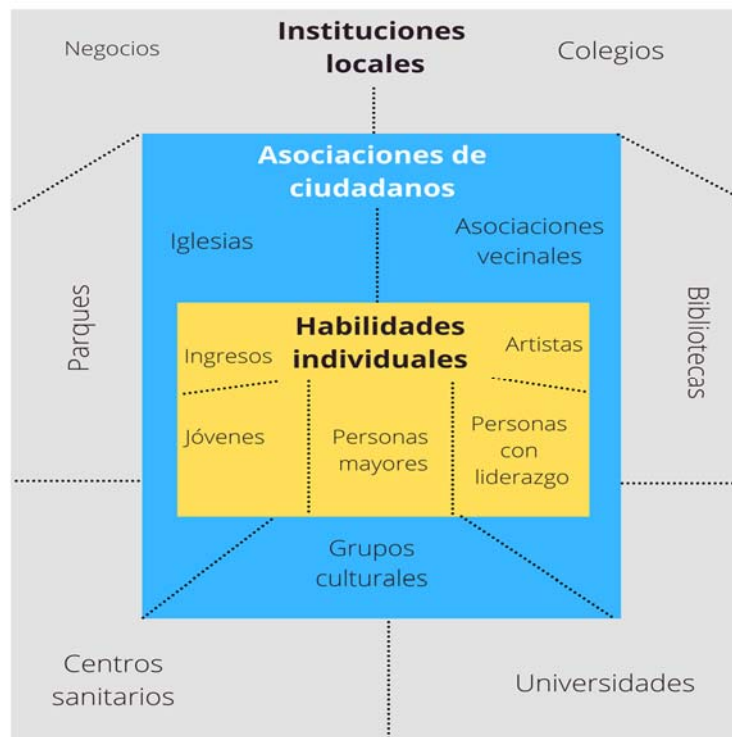 Negocios
Instituciones
locales
Colegios
Asociaciones de
ciudadanos
Iglesias
Asociaciones
vecinales
Parques
Bibliotecas
Habilidades
individuales
Ingresos
Artistas
Jóvenes
Personas
mayores
Personas
con
liderazgo
Grupos
culturales
Centros
sanitarios
Universidades